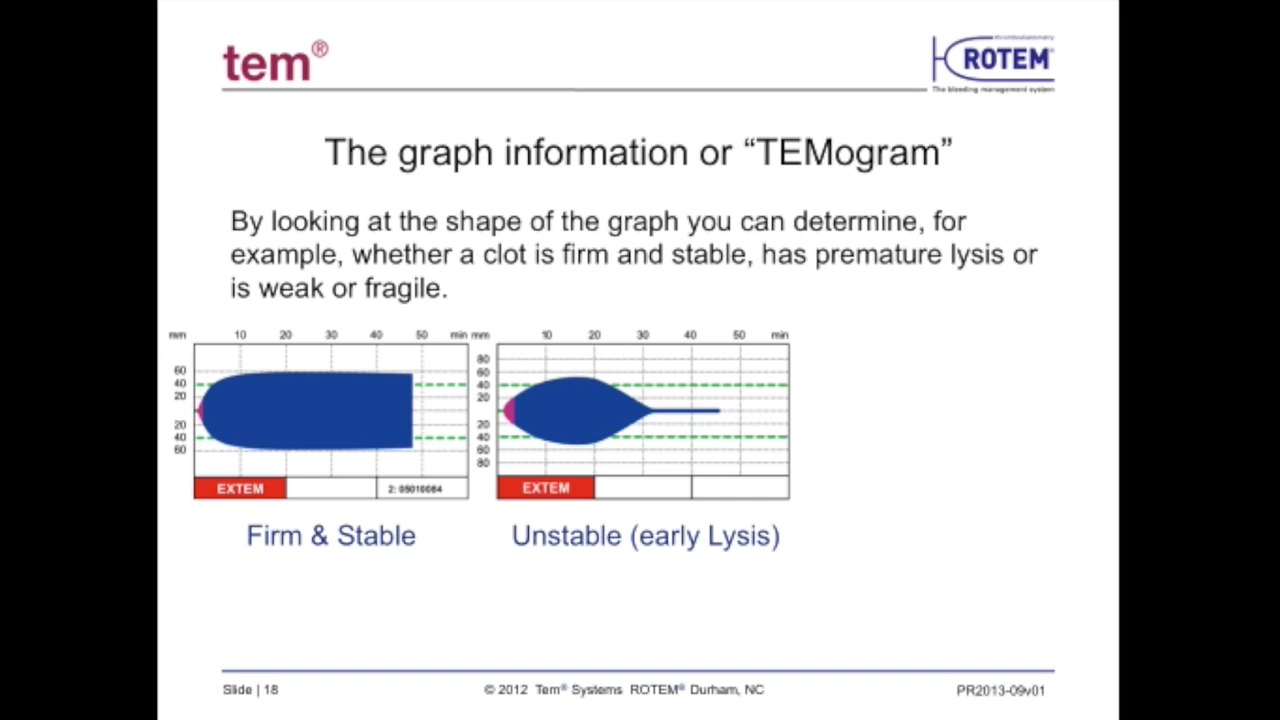 tem®
thromboelastometry
ROTEM®
The bleeding management system
The graph information or “TEMogram”
By looking at the shape of the graph you can determine, for
example, whether a clot is firm and stable, has premature lysis or
is weak or fragile.
mm 10 20 30 40 50 min
60
40
20
20
40
60
EXTEM 2: 05010084
Firm & Stable
mm 10 20 30 40 50 min
80
60
40
20
20
40
60
80
EXTEM
Unstable (early Lysis)
Slide | 18 © 2012 Tem® Systems ROTEM® Durham, NC PR2013-09v01